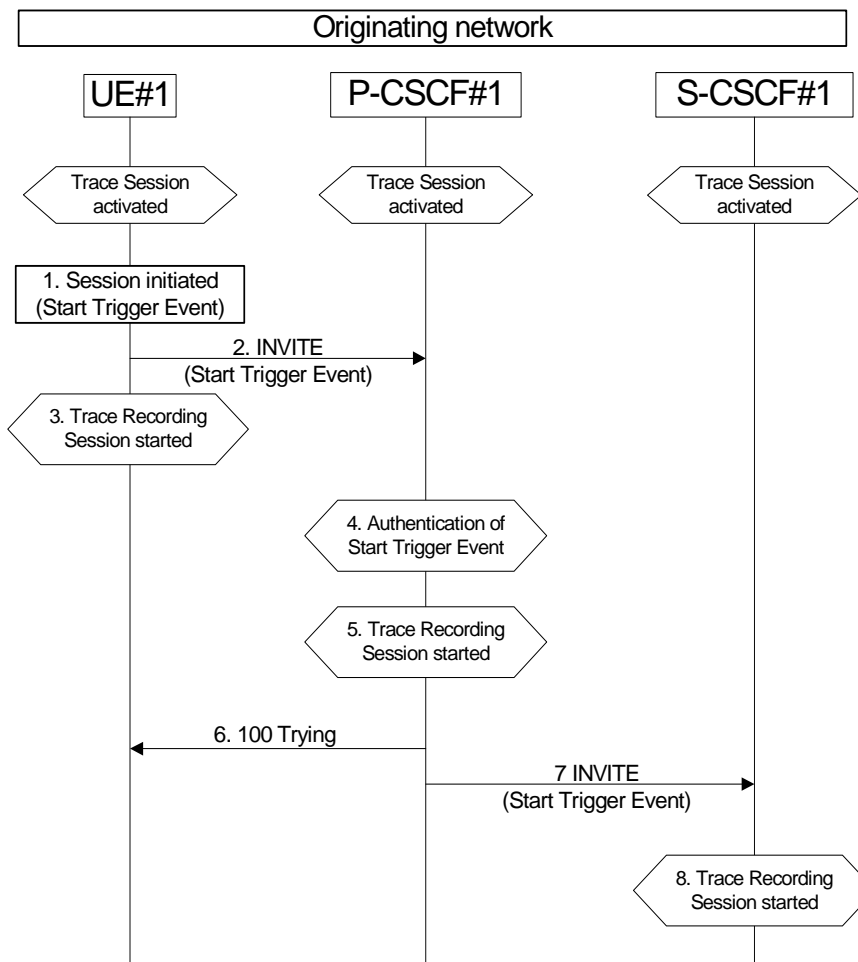 Originating network
UE#1
P-CSCF#1
S-CSCF#1
Trace Session
activated
Trace Session
activated
Trace Session
activated
1. Session initiated
(Start Trigger Event)
2. INVITE
(Start Trigger Event)
3. Trace Recording
Session started
4. Authentication of
Start Trigger Event
5. Trace Recording
Session started
6. 100 Trying
7 INVITE
(Start Trigger Event)
8. Trace Recording
Session started